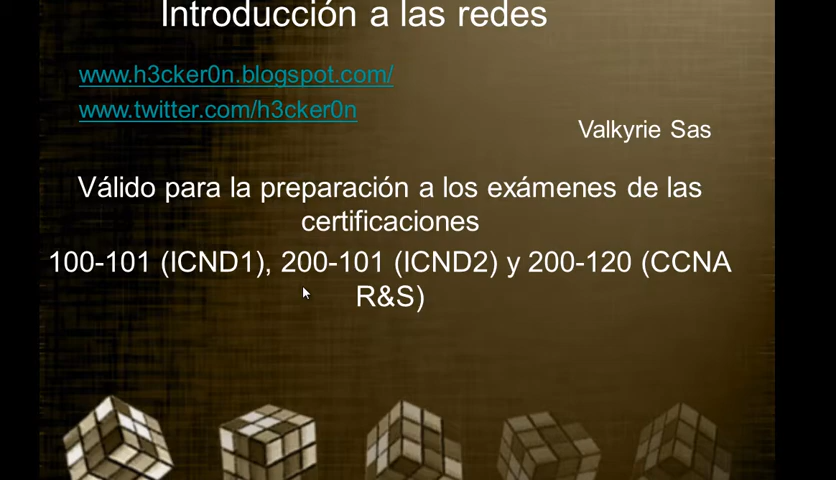 Introducción a las redes
www.h3cker0n.blogspot.com/
www.twitter.com/h3cker0n
Valkyrie Sas
Válido para la preparación a los exámenes de las
certificaciones
100-101 (ICND1), 200-101 (ICND2) y 200-120 (CCNA
R&S)